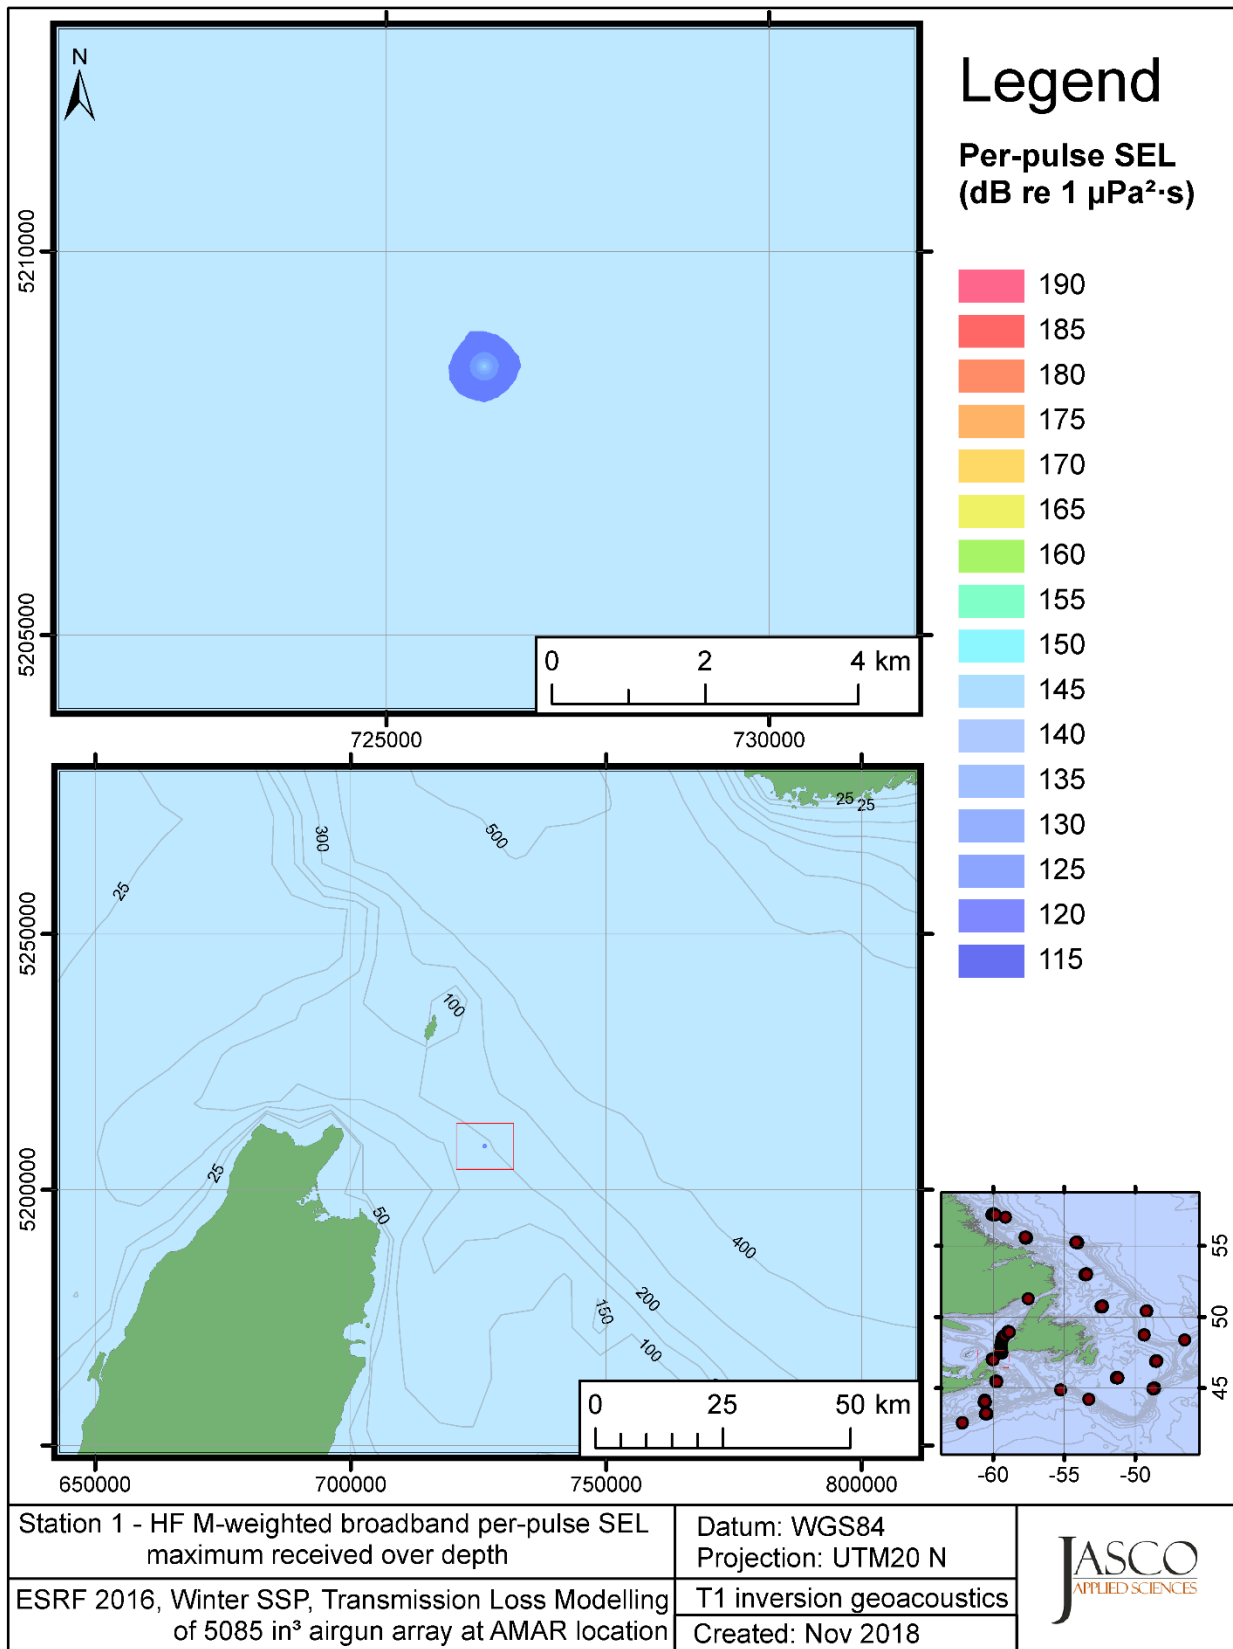 N
5210000
5205000
0 2 4 km
725000 730000
Legend
Per-pulse SEL
(dB re 1 µPa²·s)
190
185
180
175
170
165
160
155
150
145
140
135
130
125
120
115
25
300
500
25 25
100
25
50
400
200
150
100
5250000
5200000
0 25 50 km
650000 700000 750000 800000
55
50
45
-60 -55 -50
Station 1 - HF M-weighted broadband per-pulse SEL
maximum received over depth
ESRF 2016, Winter SSP, Transmission Loss Modelling
of 5085 in³ airgun array at AMAR location
Datum: WGS84
Projection: UTM20 N
T1 inversion geoacoustics
Created: Nov 2018
JASCO
APPLIED SCIENCES